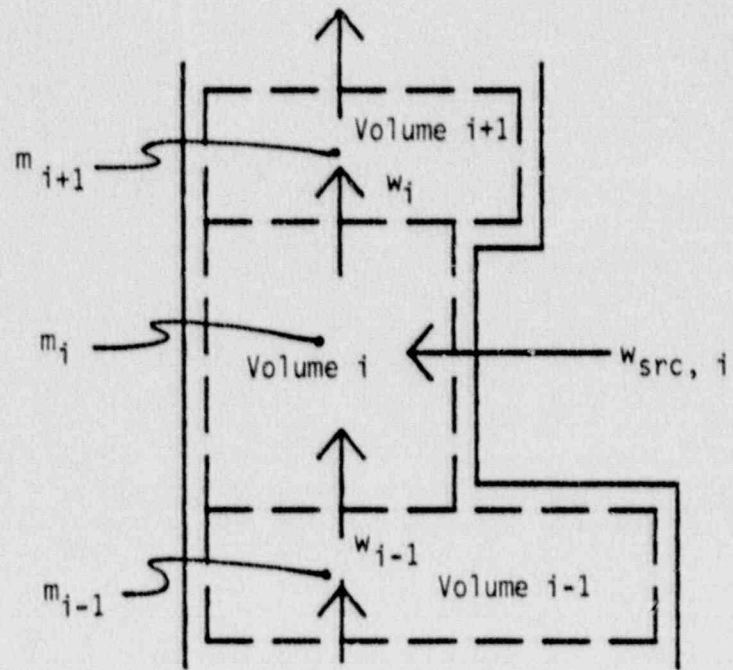 Volume i+1
m i+1
w i
m i
Volume i
w src, i
w i-1
Volume i-1
m i-1